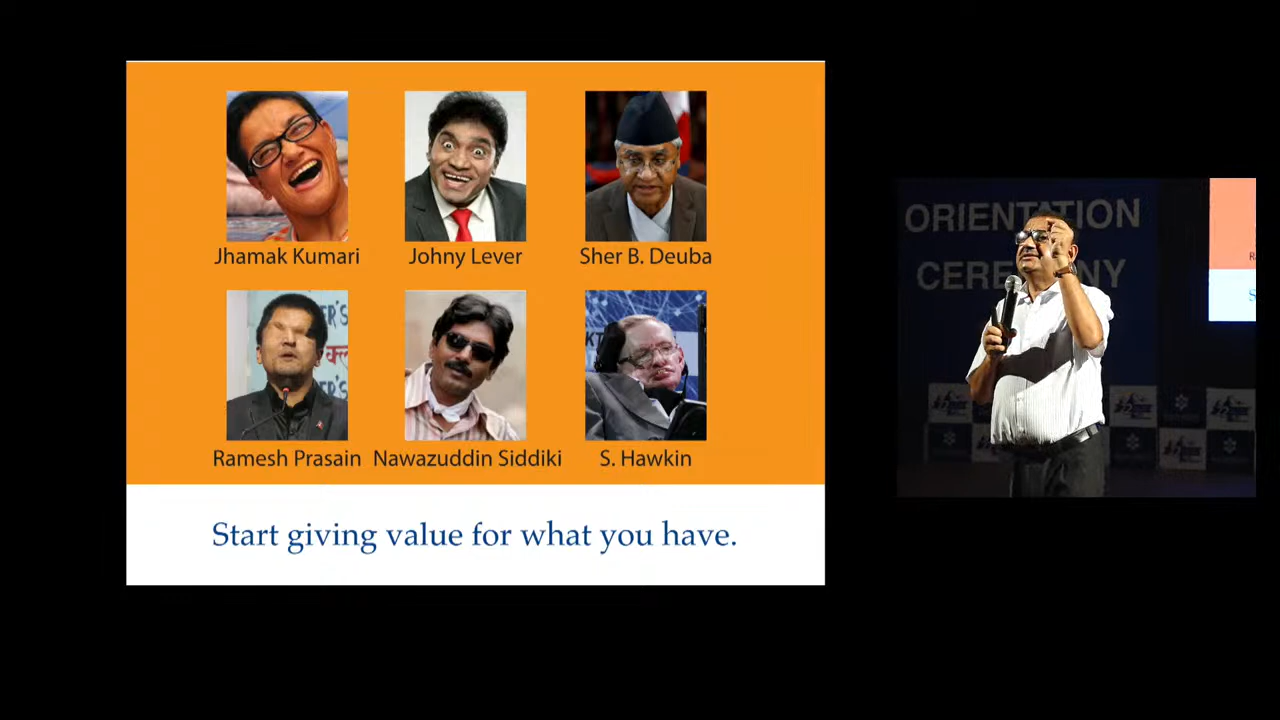 Jhamak Kumari
Johny Lever
Sher B. Deuba
Ramesh Prasain
Nawazuddin Siddiki
S. Hawkin
Start giving value for what you have.
ORIENTATION
CEREMONY